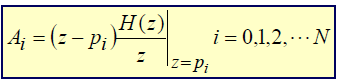 A_i = (z − p_i) H(z)/z |_{z=p_i} i = 0,1,2,⋯N